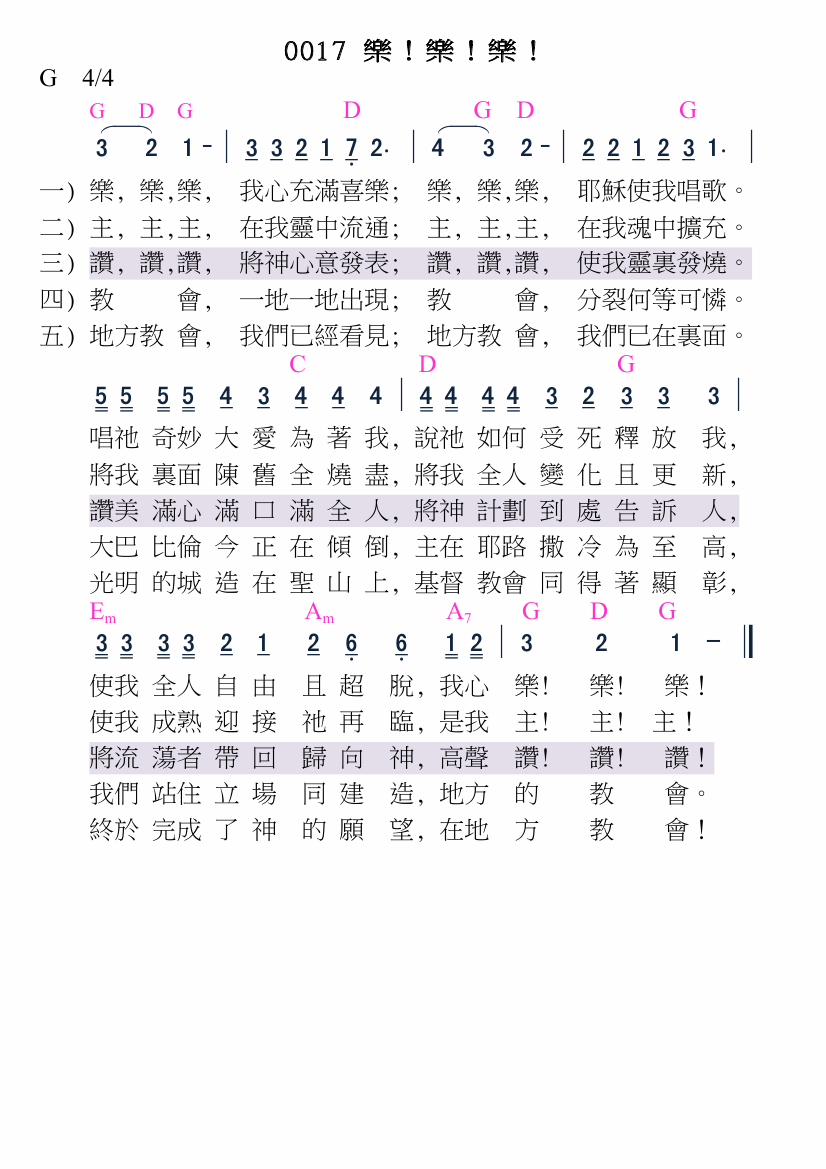 0017 樂！樂！樂！
G 4/4
G D G D G D G
3 2 1 - | 3 3 2 1 7 2. | 4 3 2 - | 2 2 1 2 3 1. |
一) 樂, 樂,樂, 我心充滿喜樂; 樂, 樂,樂, 耶穌使我唱歌。
二) 主, 主,主, 在我靈中流通; 主, 主,主, 在我魂中擴充。
三) 讚, 讚,讚, 將神心意發表; 讚, 讚,讚, 使我靈裏發燒。
四) 教 會, 一地一地出現; 教 會, 分裂何等可憐。
五) 地方教 會, 我們已經看見; 地方教 會, 我們已在裏面。
C D G
5 5 5 5 4 3 4 4 4 | 4 4 4 4 3 2 3 3 3 |
唱祂 奇妙 大 愛 為 著 我, 說祂 如何 受 死 釋 放 我,
將我 裏面 陳 舊 全 燒 盡, 將我 全人 變 化 且 更 新,
讚美 滿心 滿 口 滿 全 人, 將神 計劃 到 處 告 訴 人,
大巴 比倫 今 正 在 傾 倒, 主在 耶路 撒 冷 為 至 高,
光明 的城 造 在 聖 山 上, 基督 教會 同 得 著 顯 彰,
Em Am A7 G D G
3 3 3 3 2 1 2 6 6 1 2 | 3 2 1 - ‖
使我 全人 自 由 且 超 脫, 我心 樂! 樂! 樂！
使我 成熟 迎 接 祂 再 臨, 是我 主! 主! 主！
將流 蕩者 帶 回 歸 向 神, 高聲 讚! 讚! 讚！
我們 站住 立 場 同 建 造, 地方 的 教 會。
終於 完成 了 神 的 願 望, 在地 方 教 會！